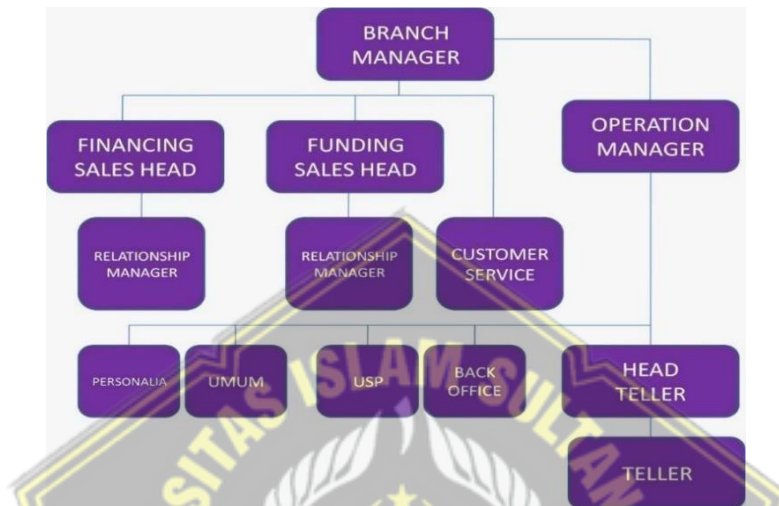 BRANCH
MANAGER
FINANCING
SALES HEAD
FUNDING
SALES HEAD
OPERATION
MANAGER
RELATIONSHIP
MANAGER
RELATIONSHIP
MANAGER
CUSTOMER
SERVICE
PERSONALIA
UMUM
USP
BACK
OFFICE
HEAD
TELLER
TELLER
SITAS ISLAM SULTAN